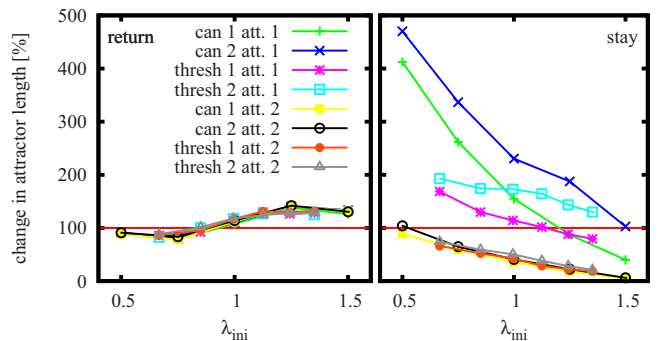 change in attractor length [%]
500
400
300
200
100
0
return
can 1 att. 1
can 2 att. 1
thresh 1 att. 1
thresh 2 att. 1
can 1 att. 2
can 2 att. 2
thresh 1 att. 2
thresh 2 att. 2
0.5 1 1.5
λini
stay
0.5 1 1.5
λini